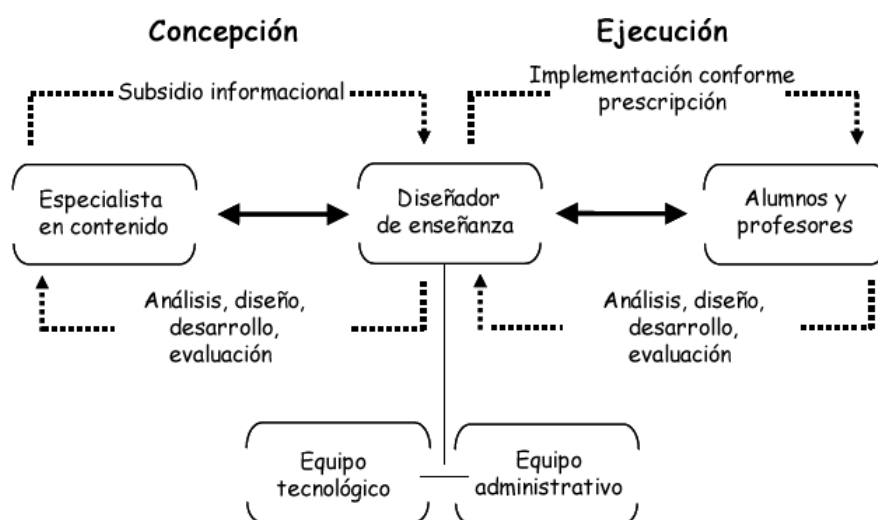 Concepción
Ejecución
Subsidio informacional
Implementación conforme
prescripción
Especialista
en contenido
Diseñador
de enseñanza
Alumnos y
profesores
Análisis, diseño,
desarrollo,
evaluación
Análisis, diseño,
desarrollo,
evaluación
Equipo
tecnológico
Equipo
administrativo